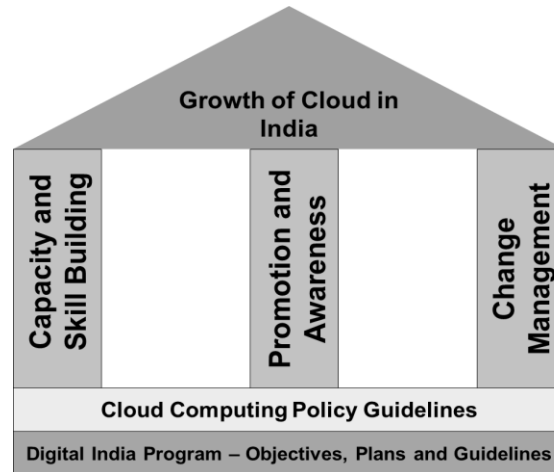 Growth of Cloud in
India
Capacity and
Skill Building
Promotion and
Awareness
Change
Management
Cloud Computing Policy Guidelines
Digital India Program – Objectives, Plans and Guidelines